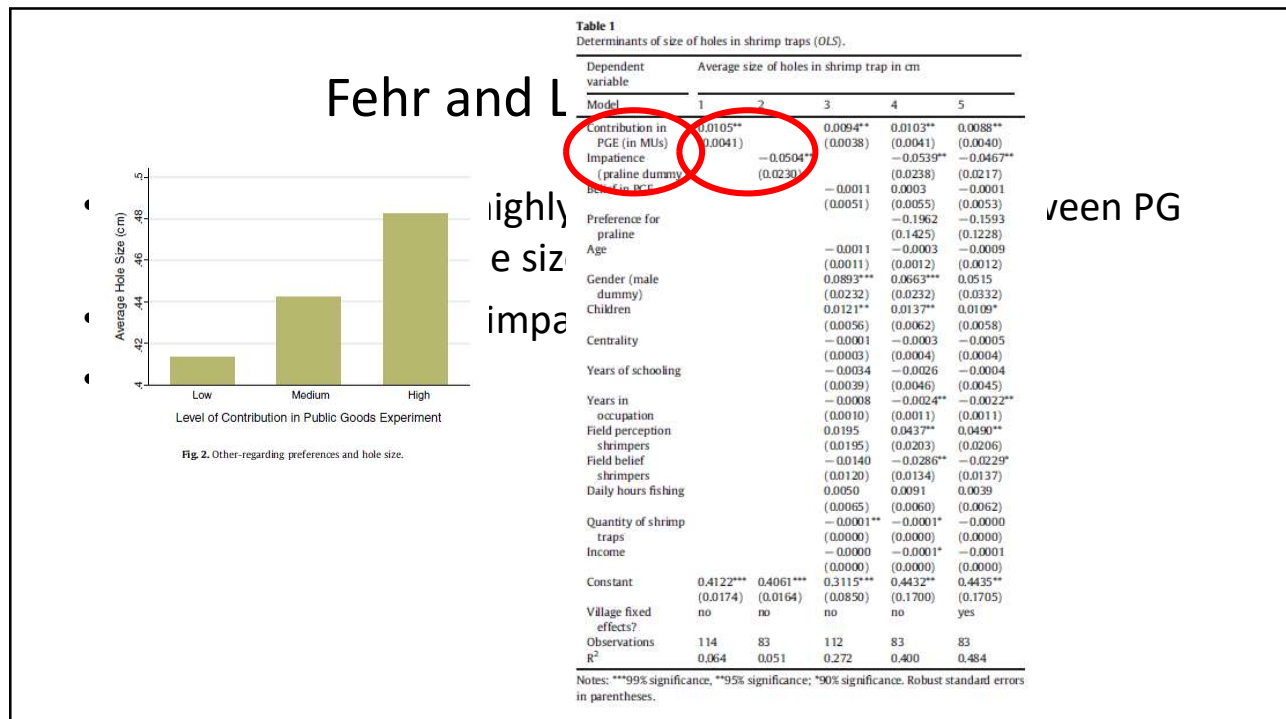 Fehr and L
• ighly ween PG
e siz
• impa
•
Average Hole Size (cm)
.5
.48
.46
.44
.42
.4
Low Medium High
Level of Contribution in Public Goods Experiment
Fig. 2. Other-regarding preferences and hole size.
Table 1
Determinants of size of holes in shrimp traps (OLS).
Dependent Average size of holes in shrimp trap in cm
variable
Model 1 2 3 4 5
Contribution in 0.0105** 0.0094** 0.0103** 0.0088**
PGE (in MUs) (0.0041) (0.0038) (0.0041) (0.0040)
Impatience −0.0504** −0.0539** −0.0467**
(praline dummy (0.0230) (0.0238) (0.0217)
Belief in PGE −0.0011 0.0003 −0.0001
(0.0051) (0.0055) (0.0053)
Preference for −0.1962 −0.1593
praline (0.1425) (0.1228)
Age −0.0011 −0.0003 −0.0009
(0.0011) (0.0012) (0.0012)
Gender (male 0.0893*** 0.0663*** 0.0515
dummy) (0.0232) (0.0232) (0.0332)
Children 0.0121** 0.0137** 0.0109*
(0.0056) (0.0062) (0.0058)
Centrality −0.0001 −0.0003 −0.0005
(0.0003) (0.0004) (0.0004)
Years of schooling −0.0034 −0.0026 −0.0004
(0.0039) (0.0046) (0.0045)
Years in −0.0008 −0.0024** −0.0022**
occupation (0.0010) (0.0011) (0.0011)
Field perception 0.0195 0.0437** 0.0490**
shrimpers (0.0195) (0.0203) (0.0206)
Field belief −0.0140 −0.0286** −0.0229*
shrimpers (0.0120) (0.0134) (0.0137)
Daily hours fishing 0.0050 0.0091 0.0039
(0.0065) (0.0060) (0.0062)
Quantity of shrimp −0.0001** −0.0001* −0.0000
traps (0.0000) (0.0000) (0.0000)
Income −0.0000 −0.0001* −0.0001
(0.0000) (0.0000) (0.0000)
Constant 0.4122*** 0.4061*** 0.3115*** 0.4432** 0.4435**
(0.0174) (0.0164) (0.0850) (0.1700) (0.1705)
Village fixed no no no no yes
effects?
Observations 114 83 112 83 83
R² 0.064 0.051 0.272 0.400 0.484
Notes: ***99% significance, **95% significance; *90% significance. Robust standard errors
in parentheses.